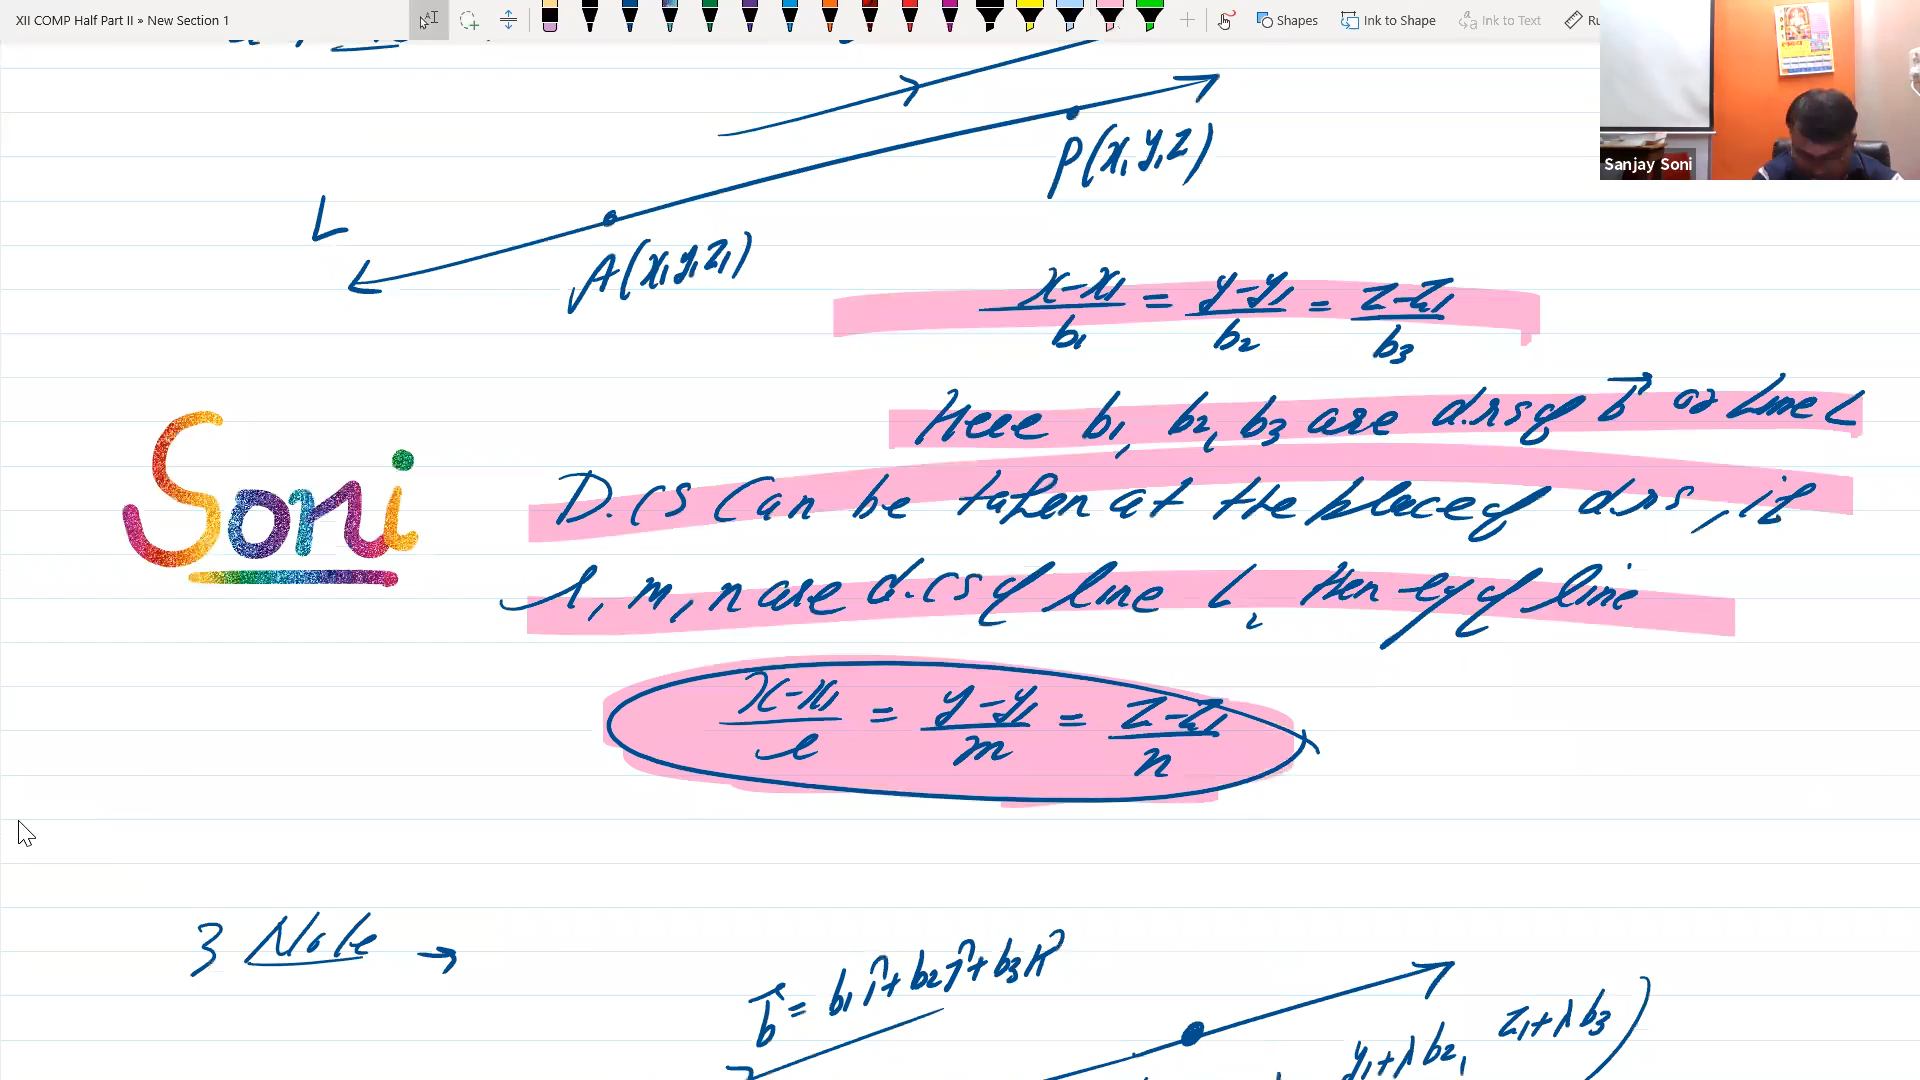 XII COMP Half Part II » New Section 1
Shapes
Ink to Shape
Ink to Text
Ru
Sanjay Soni
P(x, y, z)
L
A(x₁, y₁, z₁)
x-x₁/b₁ = y-y₁/b₂ = z-z₁/b₃
Here b₁, b₂, b₃ are d.rs of b⃗ or Line L
Soni
D.Cs Can be taken at the place of d.rs, if
l, m, n are d.Cs of line L, then eq of line
x-x₁/l = y-y₁/m = z-z₁/n
3 Note →
b⃗ = b₁î + b₂ĵ + b₃k̂
y₁+λb₂, z₁+λb₃)